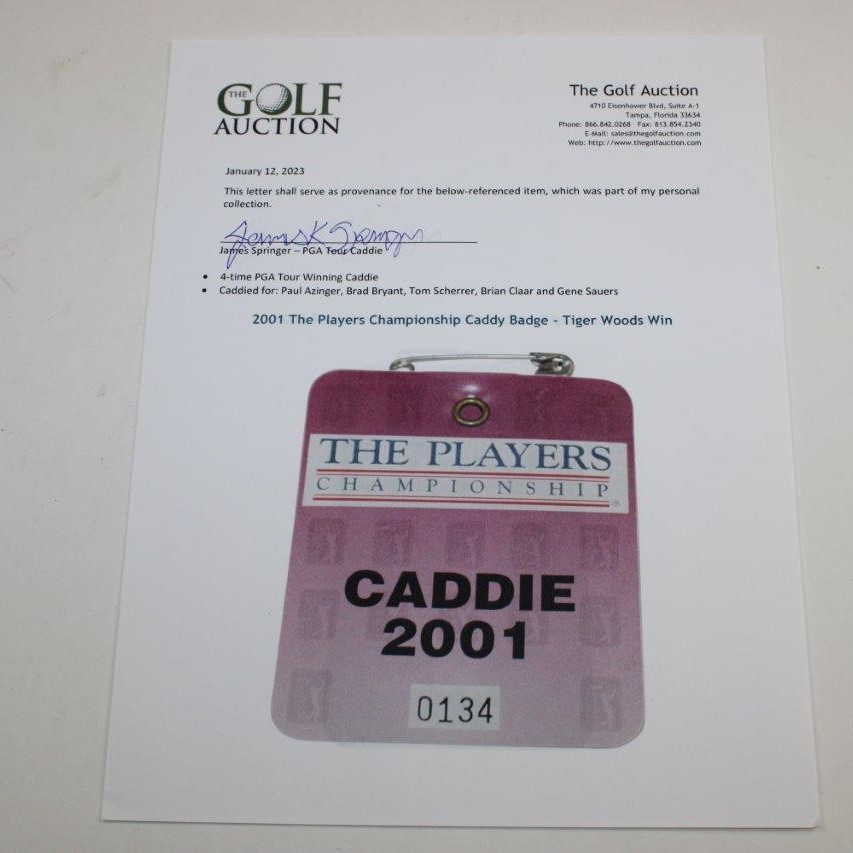 THE
GOLF
AUCTION
The Golf Auction
4710 Eisenhower Blvd, Suite A-1
Tampa, Florida 33634
Phone: 866.842.0268 Fax: 813.854.2340
E-Mail: sales@thegolfauction.com
Web: http://www.thegolfauction.com
January 12, 2023
This letter shall serve as provenance for the below-referenced item, which was part of my personal
collection.
James K Springer
James Springer – PGA Tour Caddie
• 4-time PGA Tour Winning Caddie
• Caddied for: Paul Azinger, Brad Bryant, Tom Scherrer, Brian Claar and Gene Sauers
2001 The Players Championship Caddy Badge - Tiger Woods Win
THE PLAYERS
CHAMPIONSHIP®
CADDIE
2001
0134